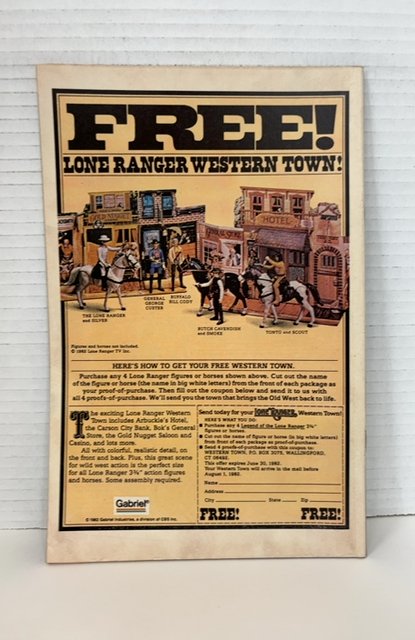 FREE!
LONE RANGER WESTERN TOWN!
HOTEL
THE LONE RANGER
and SILVER
GENERAL
GEORGE
CUSTER
BUFFALO
BILL CODY
BUTCH CAVENDISH
and SMOKE
TONTO and SCOUT
Figures and horses not included.
© 1982 Lone Ranger TV Inc.
HERE'S HOW TO GET YOUR FREE WESTERN TOWN.
Purchase any 4 Lone Ranger figures or horses shown above. Cut out the name
of the figure or horse (the name in big white letters) from the front of each package as
your proof-of-purchase. Then fill out the coupon below and send it to us with
all 4 proofs-of-purchase. We'll send you the town that brings the Old West back to life.
The exciting Lone Ranger Western
Town includes Arbuckle's Hotel,
the Carson City Bank, Bok's General
Store, the Gold Nugget Saloon and
Casino, and lots more.
All with colorful, realistic detail, on
the front and back. Plus, this great scene
for wild west action is the perfect size
for all Lone Ranger 3¾" action figures
and horses. Some assembly required.
Gabriel®
© 1982 Gabriel Industries, a division of CBS Inc.
Send today for your LONE RANGER Western Town!
HERE'S WHAT YOU DO.
Purchase any 4 Legend of the Lone Ranger 3¾"
figures or horses.
Cut out the name of figure or horse (in big white letters)
from front of each package as proof-of-purchase.
Send 4 proofs-of-purchase with this coupon to:
WESTERN TOWN, P.O. BOX 3075, WALLINGFORD,
CT 06492.
This offer expires June 30, 1982.
Your Western Town will arrive in the mail before
August 1, 1982.
Name
Address
City State Zip
FREE! FREE!